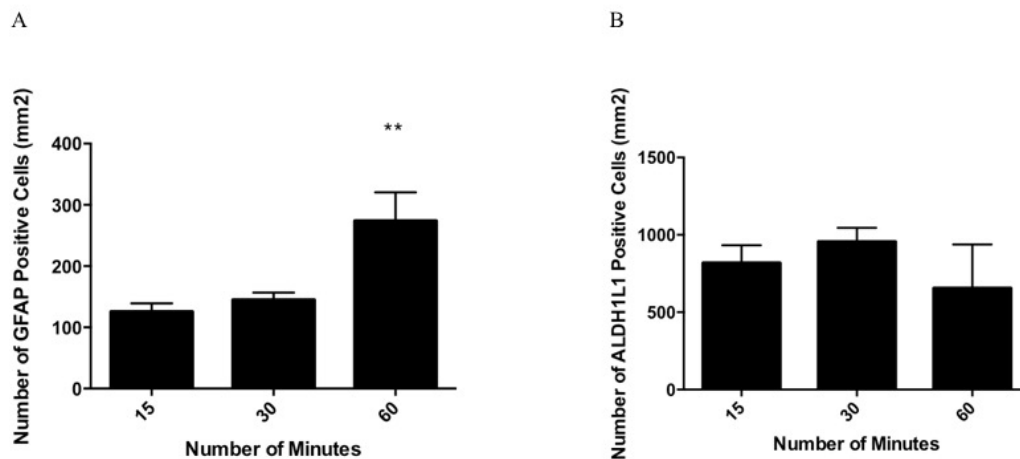 A
Number of GFAP Positive Cells (mm2)
400
300
200
100
0
**
15
30
60
Number of Minutes
B
Number of ALDH1L1 Positive Cells (mm2)
1500
1000
500
0
15
30
60
Number of Minutes